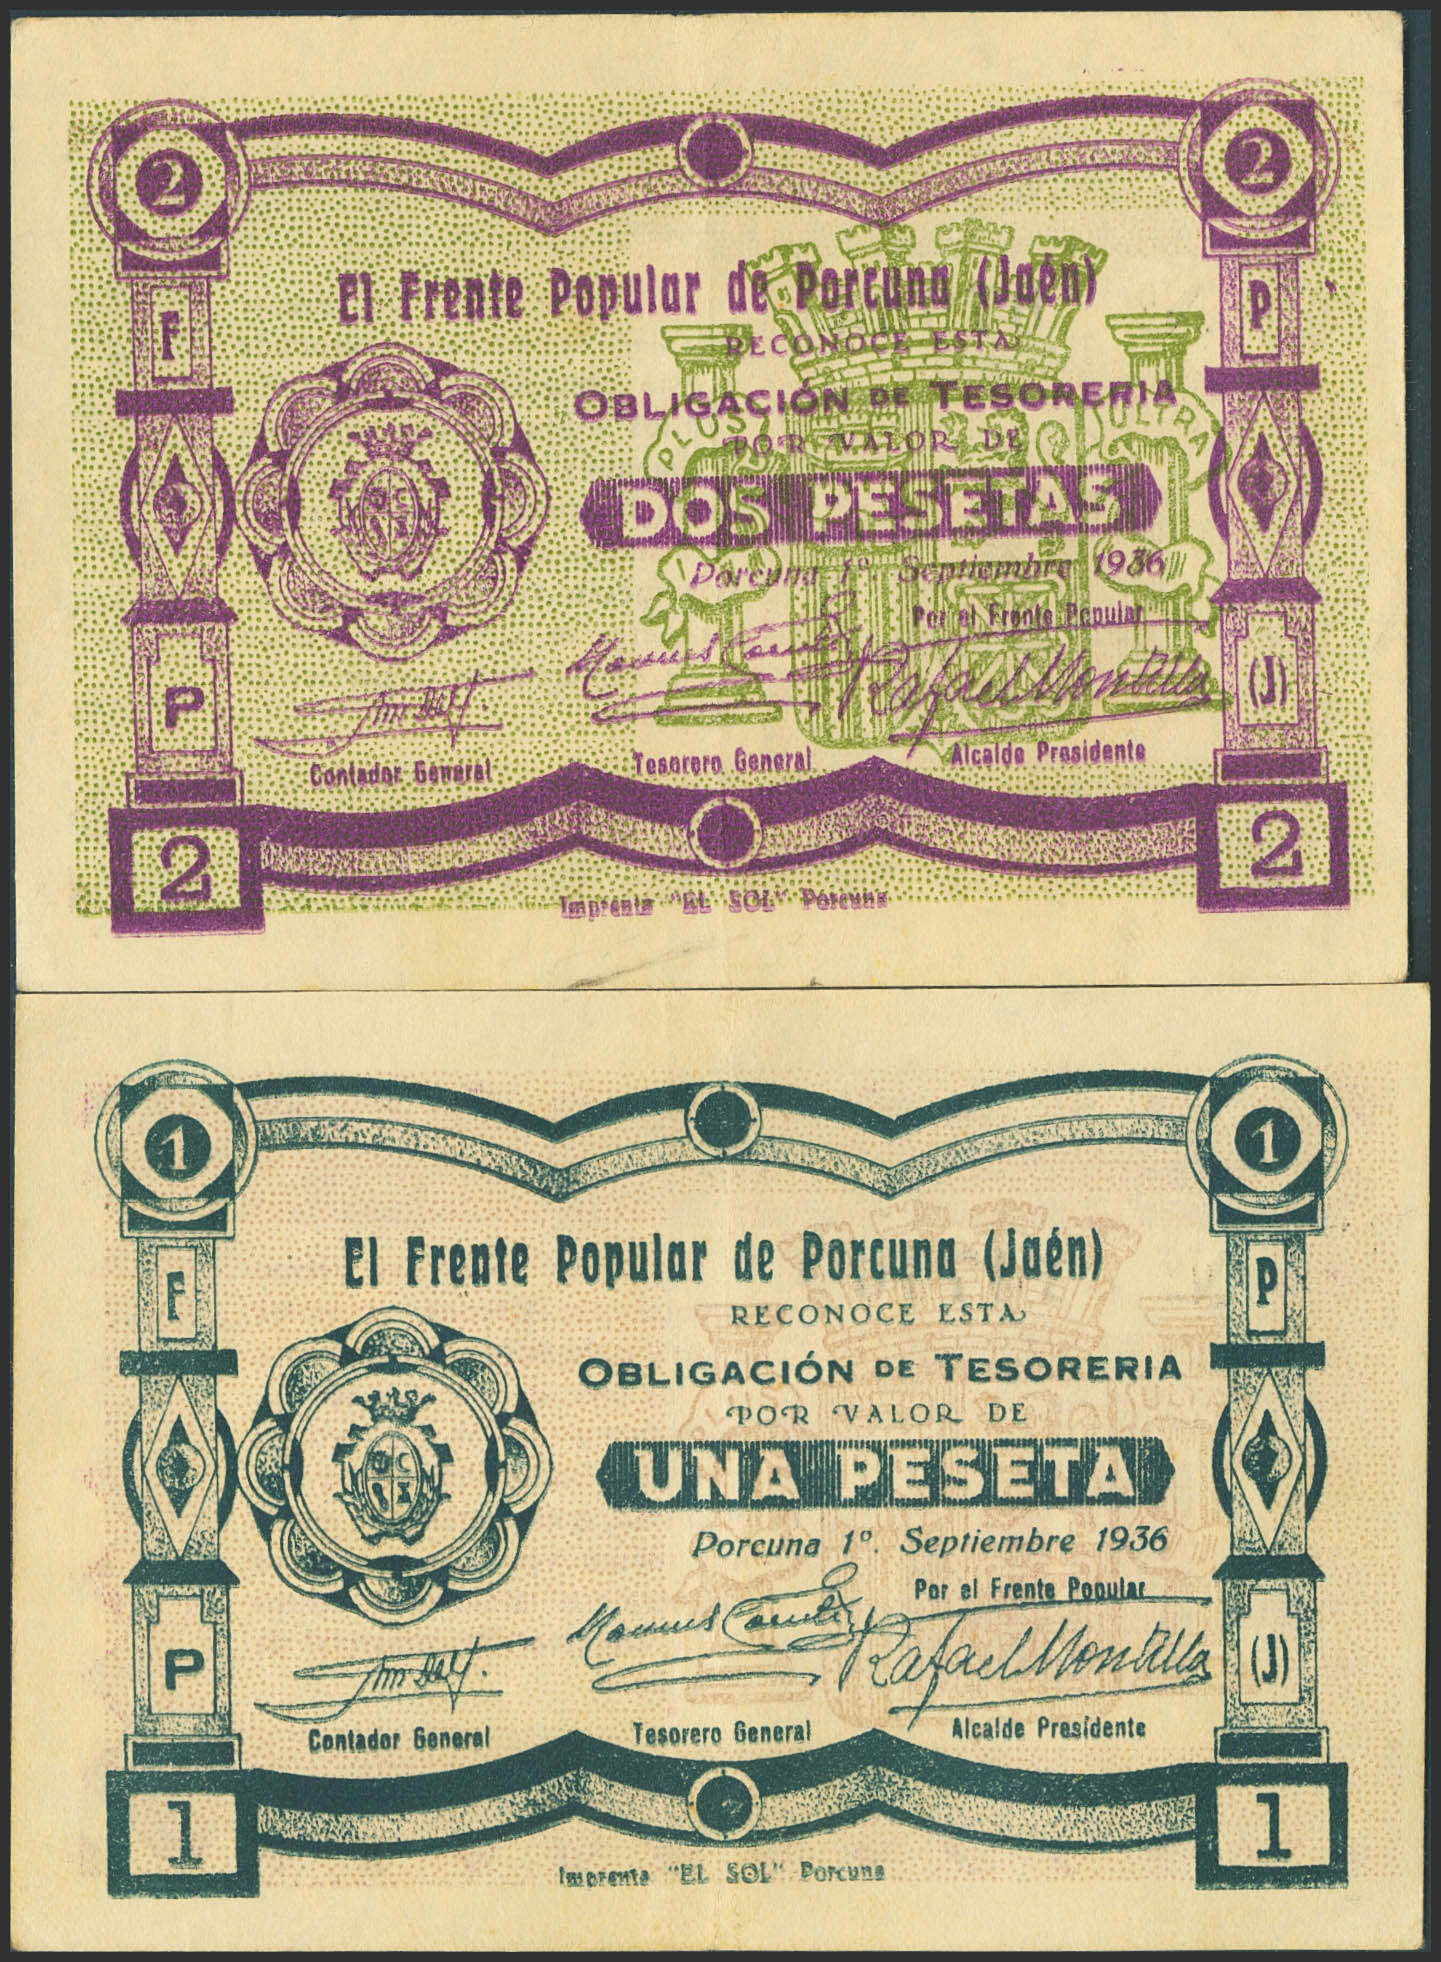 2 2
El Frente Popular de Porcuna (Jaén)
F P
RECONOCE ESTA
OBLIGACIÓN DE TESORERIA
PLUS ULTRA
POR VALOR DE
DOS PESETAS
Porcuna 1º. Septiembre 1936
Por el Frente Popular
P (J)
Rafael Montilla
Contador General Tesorero General Alcalde Presidente
2 2
Imprenta "EL SOL" Porcuna
1 1
El Frente Popular de Porcuna (Jaén)
F P
RECONOCE ESTA
OBLIGACIÓN DE TESORERIA
POR VALOR DE
UNA PESETA
Porcuna 1º. Septiembre 1936
Por el Frente Popular
P (J)
Rafael Montilla
Contador General Tesorero General Alcalde Presidente
1 1
Imprenta "EL SOL" Porcuna